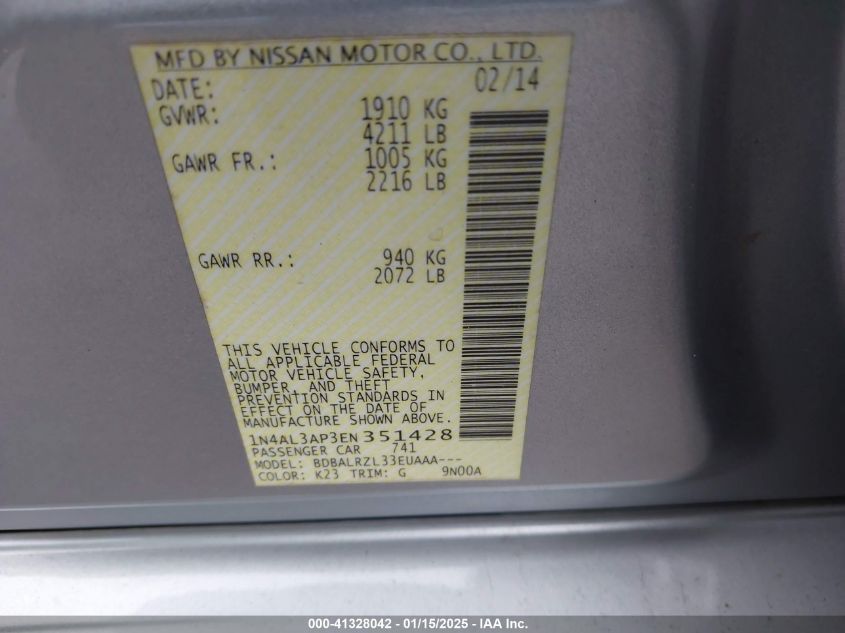 MFD BY NISSAN MOTOR CO., LTD.
DATE: 02/14
GVWR: 1910 KG
4211 LB
GAWR FR.: 1005 KG
2216 LB
GAWR RR.: 940 KG
2072 LB
THIS VEHICLE CONFORMS TO
ALL APPLICABLE FEDERAL
MOTOR VEHICLE SAFETY,
BUMPER, AND THEFT
PREVENTION STANDARDS IN
EFFECT ON THE DATE OF
MANUFACTURE SHOWN ABOVE.
1N4AL3AP3EN351428
PASSENGER CAR 741
MODEL: BDBALRZL33EUAAA---
COLOR: K23 TRIM: G 9N00A
000-41328042 — 01/15/2025 — IAA Inc.